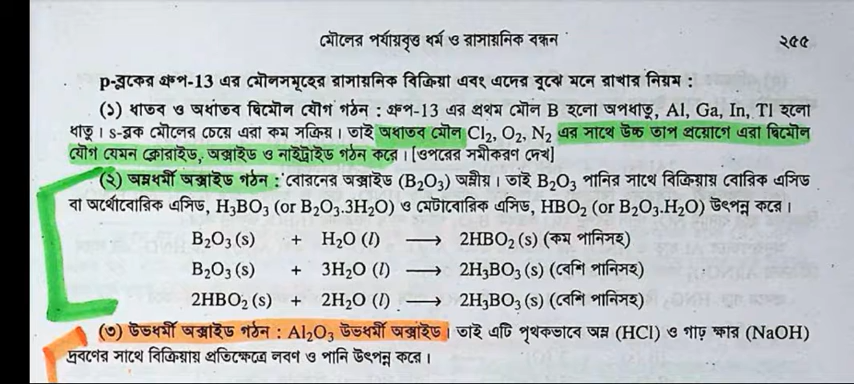 মৌলের পর্যায়বৃত্ত ধর্ম ও রাসায়নিক বন্ধন ২৫৫
p-ব্লকের গ্রুপ-13 এর মৌলসমূহের রাসায়নিক বিক্রিয়া এবং এদের বুঝে মনে রাখার নিয়ম :
(১) ধাতব ও অধাতব দ্বিমৌল যৌগ গঠন : গ্রুপ-13 এর প্রথম মৌল B হলো অপধাতু, Al, Ga, In, Tl হলো
ধাতু। s-ব্লক মৌলের চেয়ে এরা কম সক্রিয়। তাই অধাতব মৌল Cl₂, O₂, N₂ এর সাথে উচ্চ তাপ প্রয়োগে এরা দ্বিমৌল
যৌগ যেমন ক্লোরাইড, অক্সাইড ও নাইট্রাইড গঠন করে। [ওপরের সমীকরণ দেখ]
(২) অম্লধর্মী অক্সাইড গঠন : বোরনের অক্সাইড (B₂O₃) অম্লীয়। তাই B₂O₃ পানির সাথে বিক্রিয়ায় বোরিক এসিড
বা অর্থোবোরিক এসিড, H₃BO₃ (or B₂O₃.3H₂O) ও মেটাবোরিক এসিড, HBO₂ (or B₂O₃.H₂O) উৎপন্ন করে।
B₂O₃ (s) + H₂O (l) ⟶ 2HBO₂ (s) (কম পানিসহ)
B₂O₃ (s) + 3H₂O (l) ⟶ 2H₃BO₃ (s) (বেশি পানিসহ)
2HBO₂ (s) + 2H₂O (l) ⟶ 2H₃BO₃ (s) (বেশি পানিসহ)
(৩) উভধর্মী অক্সাইড গঠন : Al₂O₃ উভধর্মী অক্সাইড। তাই এটি পৃথকভাবে অম্ল (HCl) ও গাঢ় ক্ষার (NaOH)
দ্রবণের সাথে বিক্রিয়ায় প্রতিক্ষেত্রে লবণ ও পানি উৎপন্ন করে।